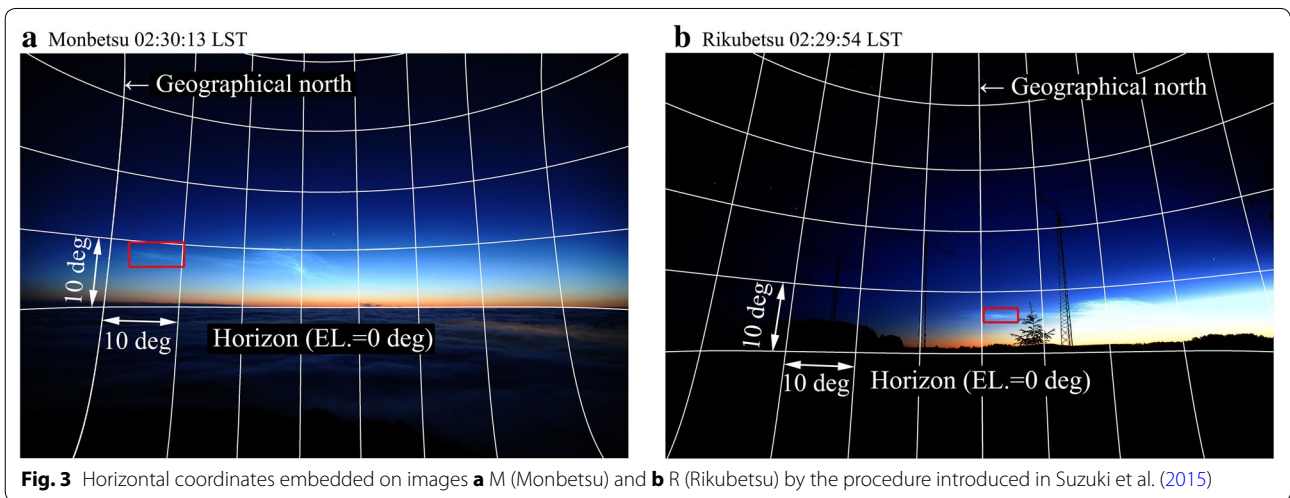 a Monbetsu 02:30:13 LST
← Geographical north
10 deg
10 deg
Horizon (EL.=0 deg)
b Rikubetsu 02:29:54 LST
← Geographical north
10 deg
10 deg
Horizon (EL.=0 deg)
Fig. 3 Horizontal coordinates embedded on images a M (Monbetsu) and b R (Rikubetsu) by the procedure introduced in Suzuki et al. (2015)